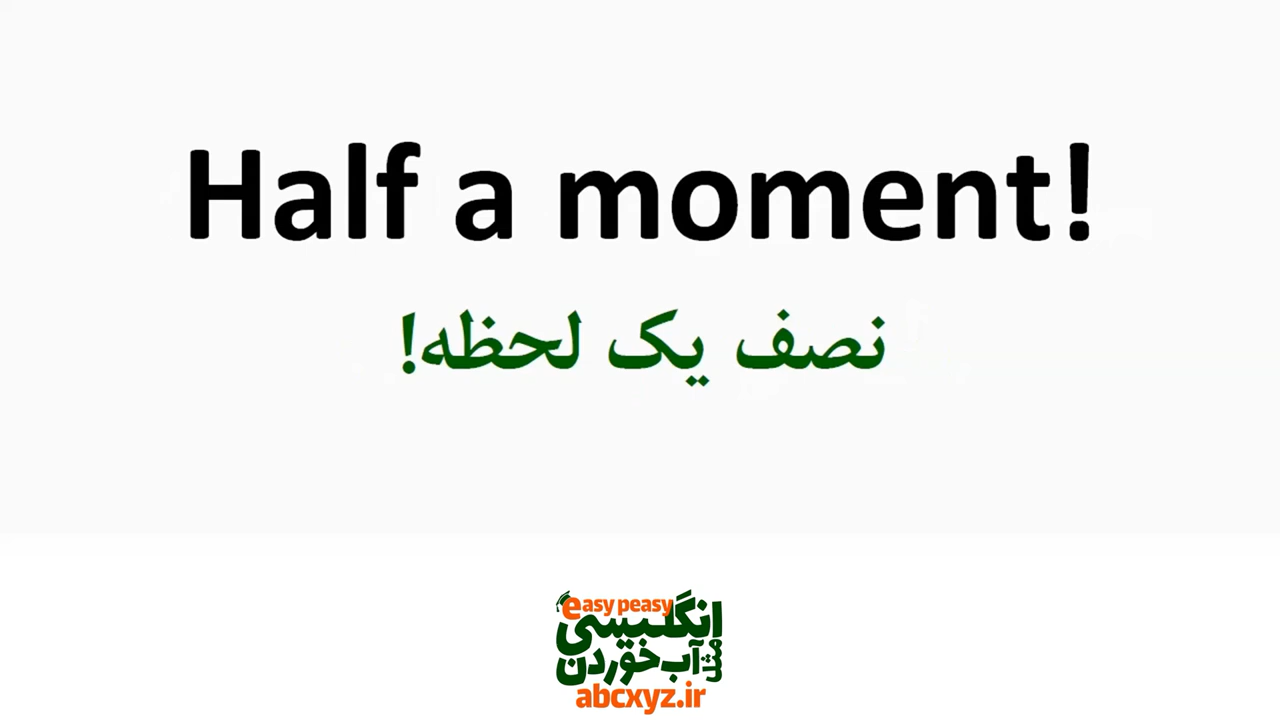 Half a moment!
نصف یک لحظه!
easy peasy
انگلیسی
مثل آب خوردن
abcxyz.ir